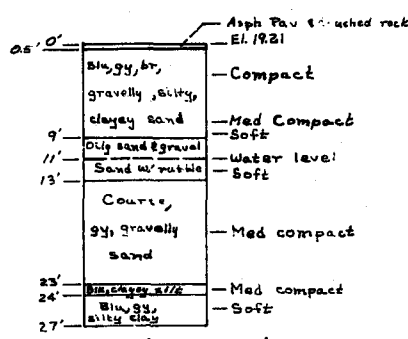 Asph Pav & crushed rock
0'
El. 19.21
0.5'
Blu, gy, br,
Compact
gravelly, silty,
clayey sand
Med Compact
9'
Soft
Oily sand & gravel
11'
Water level
Sand w/ rubble
Soft
13'
Course,
gy, gravelly
Med compact
sand
23'
Blu, clayey silt
Med compact
24'
Blu, gy,
Soft
silty clay
27'